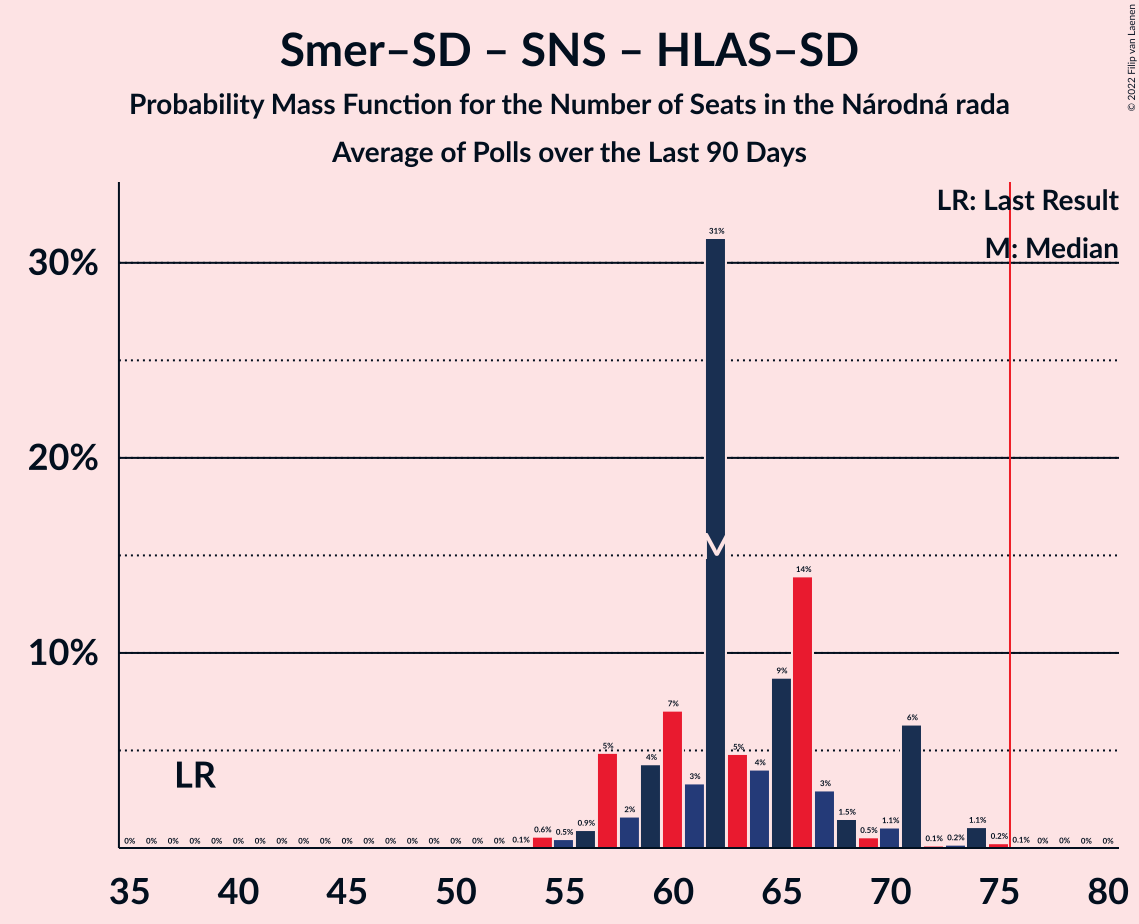 Smer–SD – SNS – HLAS–SD
Probability Mass Function for the Number of Seats in the Národná rada
Average of Polls over the Last 90 Days
© 2022 Filip van Laenen
LR: Last Result
M: Median
30%
20%
10%
31%
M
14%
9%
7%
6%
5%
5%
4%
4%
3%
3%
2%
1.5%
1.1%
1.1%
0.9%
0.6%
0.5%
0.5%
0.2%
0.2%
0.1%
0.1%
0.1%
LR
0% 0% 0% 0% 0% 0% 0% 0% 0% 0% 0% 0% 0% 0% 0% 0% 0% 0%
0% 0% 0% 0%
35 40 45 50 55 60 65 70 75 80